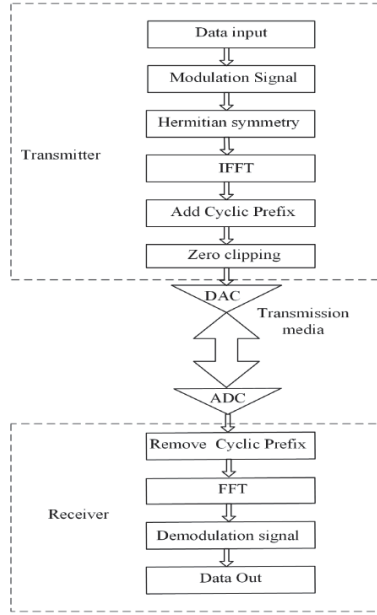 Data input
Modulation Signal
Hermitian symmetry
Transmitter
IFFT
Add Cyclic Prefix
Zero clipping
DAC
Transmission
media
ADC
Remove Cyclic Prefix
FFT
Receiver
Demodulation signal
Data Out